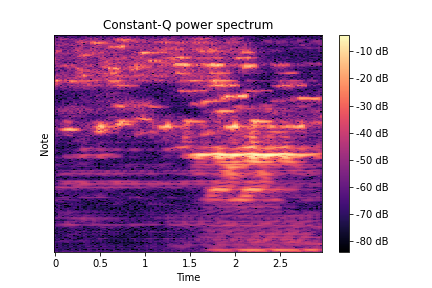 Constant-Q power spectrum
Note
-10 dB
-20 dB
-30 dB
-40 dB
-50 dB
-60 dB
-70 dB
-80 dB
0
0.5
1
1.5
2
2.5
Time